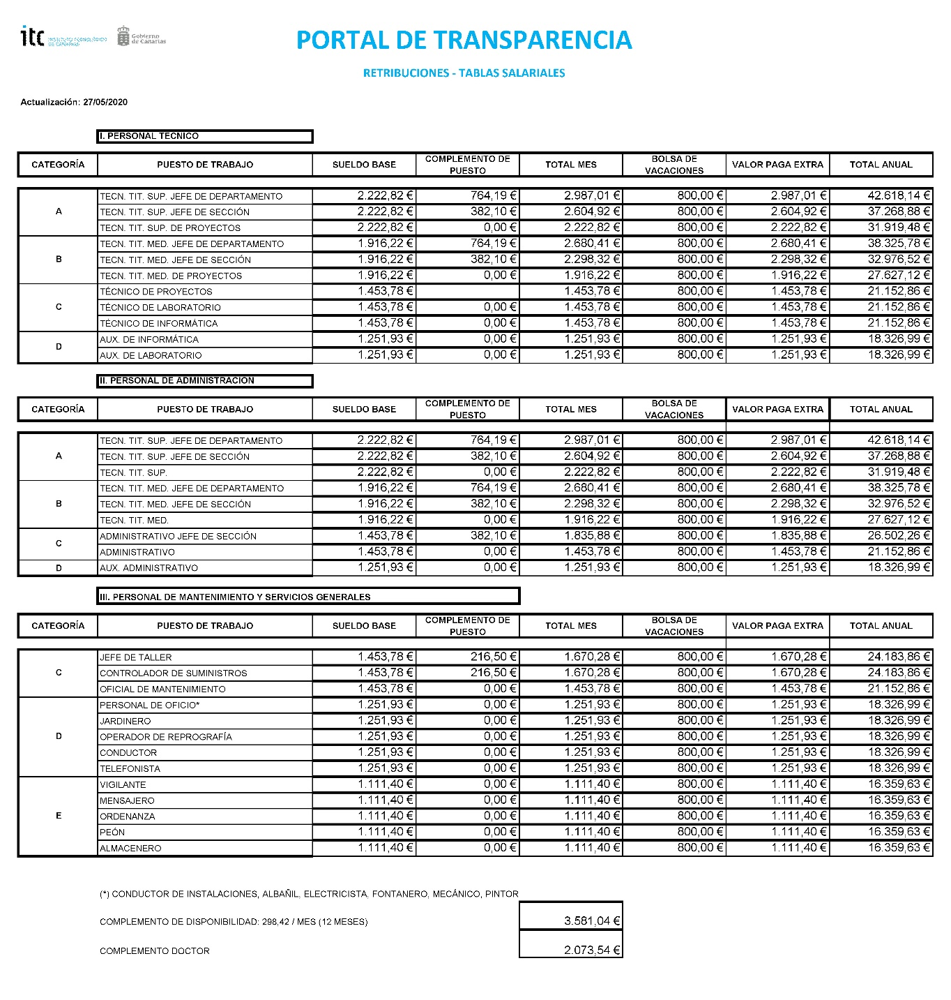 itc INSTITUTO TECNOLÓGICO DE CANARIAS
Gobierno de Canarias
PORTAL DE TRANSPARENCIA
RETRIBUCIONES - TABLAS SALARIALES
Actualización: 27/05/2020
I. PERSONAL TECNICO
CATEGORÍA PUESTO DE TRABAJO SUELDO BASE COMPLEMENTO DE PUESTO TOTAL MES BOLSA DE VACACIONES VALOR PAGA EXTRA TOTAL ANUAL
A
TECN. TIT. SUP. JEFE DE DEPARTAMENTO 2.222,82 € 764,19 € 2.987,01 € 800,00 € 2.987,01 € 42.618,14 €
TECN. TIT. SUP. JEFE DE SECCIÓN 2.222,82 € 382,10 € 2.604,92 € 800,00 € 2.604,92 € 37.268,88 €
TECN. TIT. SUP. DE PROYECTOS 2.222,82 € 0,00 € 2.222,82 € 800,00 € 2.222,82 € 31.919,48 €
B
TECN. TIT. MED. JEFE DE DEPARTAMENTO 1.916,22 € 764,19 € 2.680,41 € 800,00 € 2.680,41 € 38.325,78 €
TECN. TIT. MED. JEFE DE SECCIÓN 1.916,22 € 382,10 € 2.298,32 € 800,00 € 2.298,32 € 32.976,52 €
TECN. TIT. MED. DE PROYECTOS 1.916,22 € 0,00 € 1.916,22 € 800,00 € 1.916,22 € 27.627,12 €
C
TÉCNICO DE PROYECTOS 1.453,78 € 1.453,78 € 800,00 € 1.453,78 € 21.152,86 €
TÉCNICO DE LABORATORIO 1.453,78 € 0,00 € 1.453,78 € 800,00 € 1.453,78 € 21.152,86 €
TÉCNICO DE INFORMÁTICA 1.453,78 € 0,00 € 1.453,78 € 800,00 € 1.453,78 € 21.152,86 €
D
AUX. DE INFORMÁTICA 1.251,93 € 0,00 € 1.251,93 € 800,00 € 1.251,93 € 18.326,99 €
AUX. DE LABORATORIO 1.251,93 € 0,00 € 1.251,93 € 800,00 € 1.251,93 € 18.326,99 €
II. PERSONAL DE ADMINISTRACION
CATEGORÍA PUESTO DE TRABAJO SUELDO BASE COMPLEMENTO DE PUESTO TOTAL MES BOLSA DE VACACIONES VALOR PAGA EXTRA TOTAL ANUAL
A
TECN. TIT. SUP. JEFE DE DEPARTAMENTO 2.222,82 € 764,19 € 2.987,01 € 800,00 € 2.987,01 € 42.618,14 €
TECN. TIT. SUP. JEFE DE SECCIÓN 2.222,82 € 382,10 € 2.604,92 € 800,00 € 2.604,92 € 37.268,88 €
TECN. TIT. SUP. 2.222,82 € 0,00 € 2.222,82 € 800,00 € 2.222,82 € 31.919,48 €
B
TECN. TIT. MED. JEFE DE DEPARTAMENTO 1.916,22 € 764,19 € 2.680,41 € 800,00 € 2.680,41 € 38.325,78 €
TECN. TIT. MED. JEFE DE SECCIÓN 1.916,22 € 382,10 € 2.298,32 € 800,00 € 2.298,32 € 32.976,52 €
TECN. TIT. MED. 1.916,22 € 0,00 € 1.916,22 € 800,00 € 1.916,22 € 27.627,12 €
C
ADMINISTRATIVO JEFE DE SECCIÓN 1.453,78 € 382,10 € 1.835,88 € 800,00 € 1.835,88 € 26.502,26 €
ADMINISTRATIVO 1.453,78 € 0,00 € 1.453,78 € 800,00 € 1.453,78 € 21.152,86 €
D AUX. ADMINISTRATIVO 1.251,93 € 0,00 € 1.251,93 € 800,00 € 1.251,93 € 18.326,99 €
III. PERSONAL DE MANTENIMIENTO Y SERVICIOS GENERALES
CATEGORÍA PUESTO DE TRABAJO SUELDO BASE COMPLEMENTO DE PUESTO TOTAL MES BOLSA DE VACACIONES VALOR PAGA EXTRA TOTAL ANUAL
C
JEFE DE TALLER 1.453,78 € 216,50 € 1.670,28 € 800,00 € 1.670,28 € 24.183,86 €
CONTROLADOR DE SUMINISTROS 1.453,78 € 216,50 € 1.670,28 € 800,00 € 1.670,28 € 24.183,86 €
OFICIAL DE MANTENIMIENTO 1.453,78 € 0,00 € 1.453,78 € 800,00 € 1.453,78 € 21.152,86 €
D
PERSONAL DE OFICIO* 1.251,93 € 0,00 € 1.251,93 € 800,00 € 1.251,93 € 18.326,99 €
JARDINERO 1.251,93 € 0,00 € 1.251,93 € 800,00 € 1.251,93 € 18.326,99 €
OPERADOR DE REPROGRAFÍA 1.251,93 € 0,00 € 1.251,93 € 800,00 € 1.251,93 € 18.326,99 €
CONDUCTOR 1.251,93 € 0,00 € 1.251,93 € 800,00 € 1.251,93 € 18.326,99 €
TELEFONISTA 1.251,93 € 0,00 € 1.251,93 € 800,00 € 1.251,93 € 18.326,99 €
E
VIGILANTE 1.111,40 € 0,00 € 1.111,40 € 800,00 € 1.111,40 € 16.359,63 €
MENSAJERO 1.111,40 € 0,00 € 1.111,40 € 800,00 € 1.111,40 € 16.359,63 €
ORDENANZA 1.111,40 € 0,00 € 1.111,40 € 800,00 € 1.111,40 € 16.359,63 €
PEÓN 1.111,40 € 0,00 € 1.111,40 € 800,00 € 1.111,40 € 16.359,63 €
ALMACENERO 1.111,40 € 0,00 € 1.111,40 € 800,00 € 1.111,40 € 16.359,63 €
(*) CONDUCTOR DE INSTALACIONES, ALBAÑIL, ELECTRICISTA, FONTANERO, MECÁNICO, PINTOR
COMPLEMENTO DE DISPONIBILIDAD: 298,42 / MES (12 MESES) 3.581,04 €
COMPLEMENTO DOCTOR 2.073,54 €